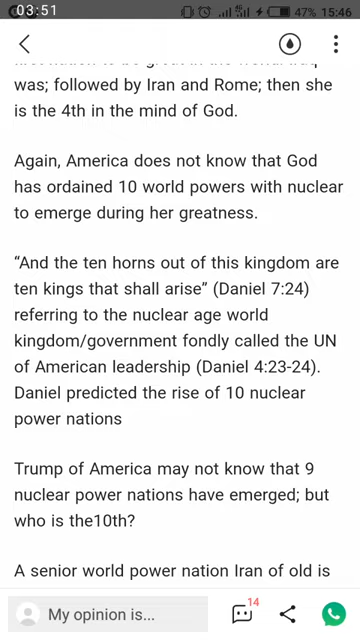 03:51
47% 15:46
was; followed by Iran and Rome; then she
is the 4th in the mind of God.
Again, America does not know that God
has ordained 10 world powers with nuclear
to emerge during her greatness.
“And the ten horns out of this kingdom are
ten kings that shall arise” (Daniel 7:24)
referring to the nuclear age world
kingdom/government fondly called the UN
of American leadership (Daniel 4:23-24).
Daniel predicted the rise of 10 nuclear
power nations
Trump of America may not know that 9
nuclear power nations have emerged; but
who is the10th?
A senior world power nation Iran of old is
My opinion is...
14